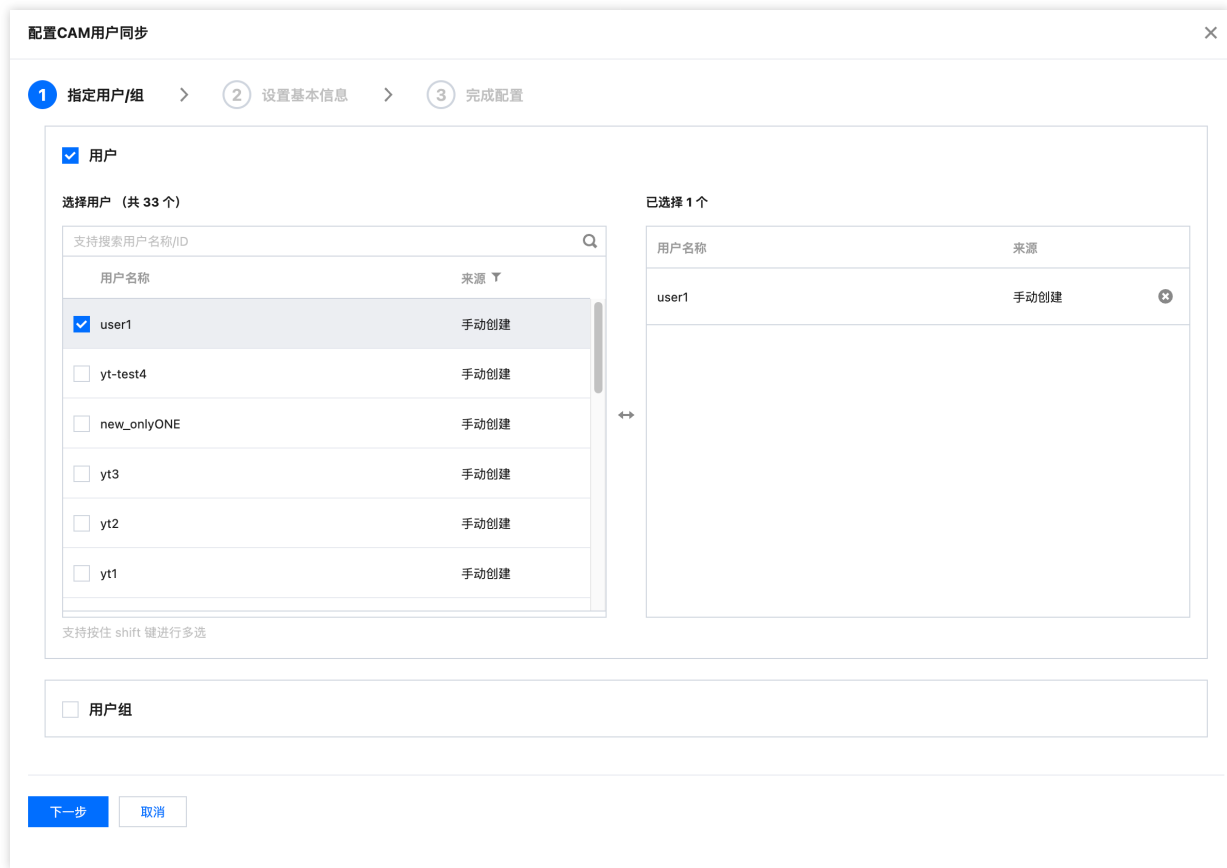 配置CAM用户同步
1 指定用户/组 2 设置基本信息 3 完成配置
用户
选择用户 （共 33 个）
已选择 1 个
支持搜索用户名称/ID
用户名称 来源
用户名称 来源
user1 手动创建
user1 手动创建
yt-test4 手动创建
new_onlyONE 手动创建
yt3 手动创建
yt2 手动创建
yt1 手动创建
支持按住 shift 键进行多选
用户组
下一步 取消